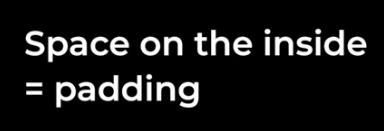 Space on the inside
= padding